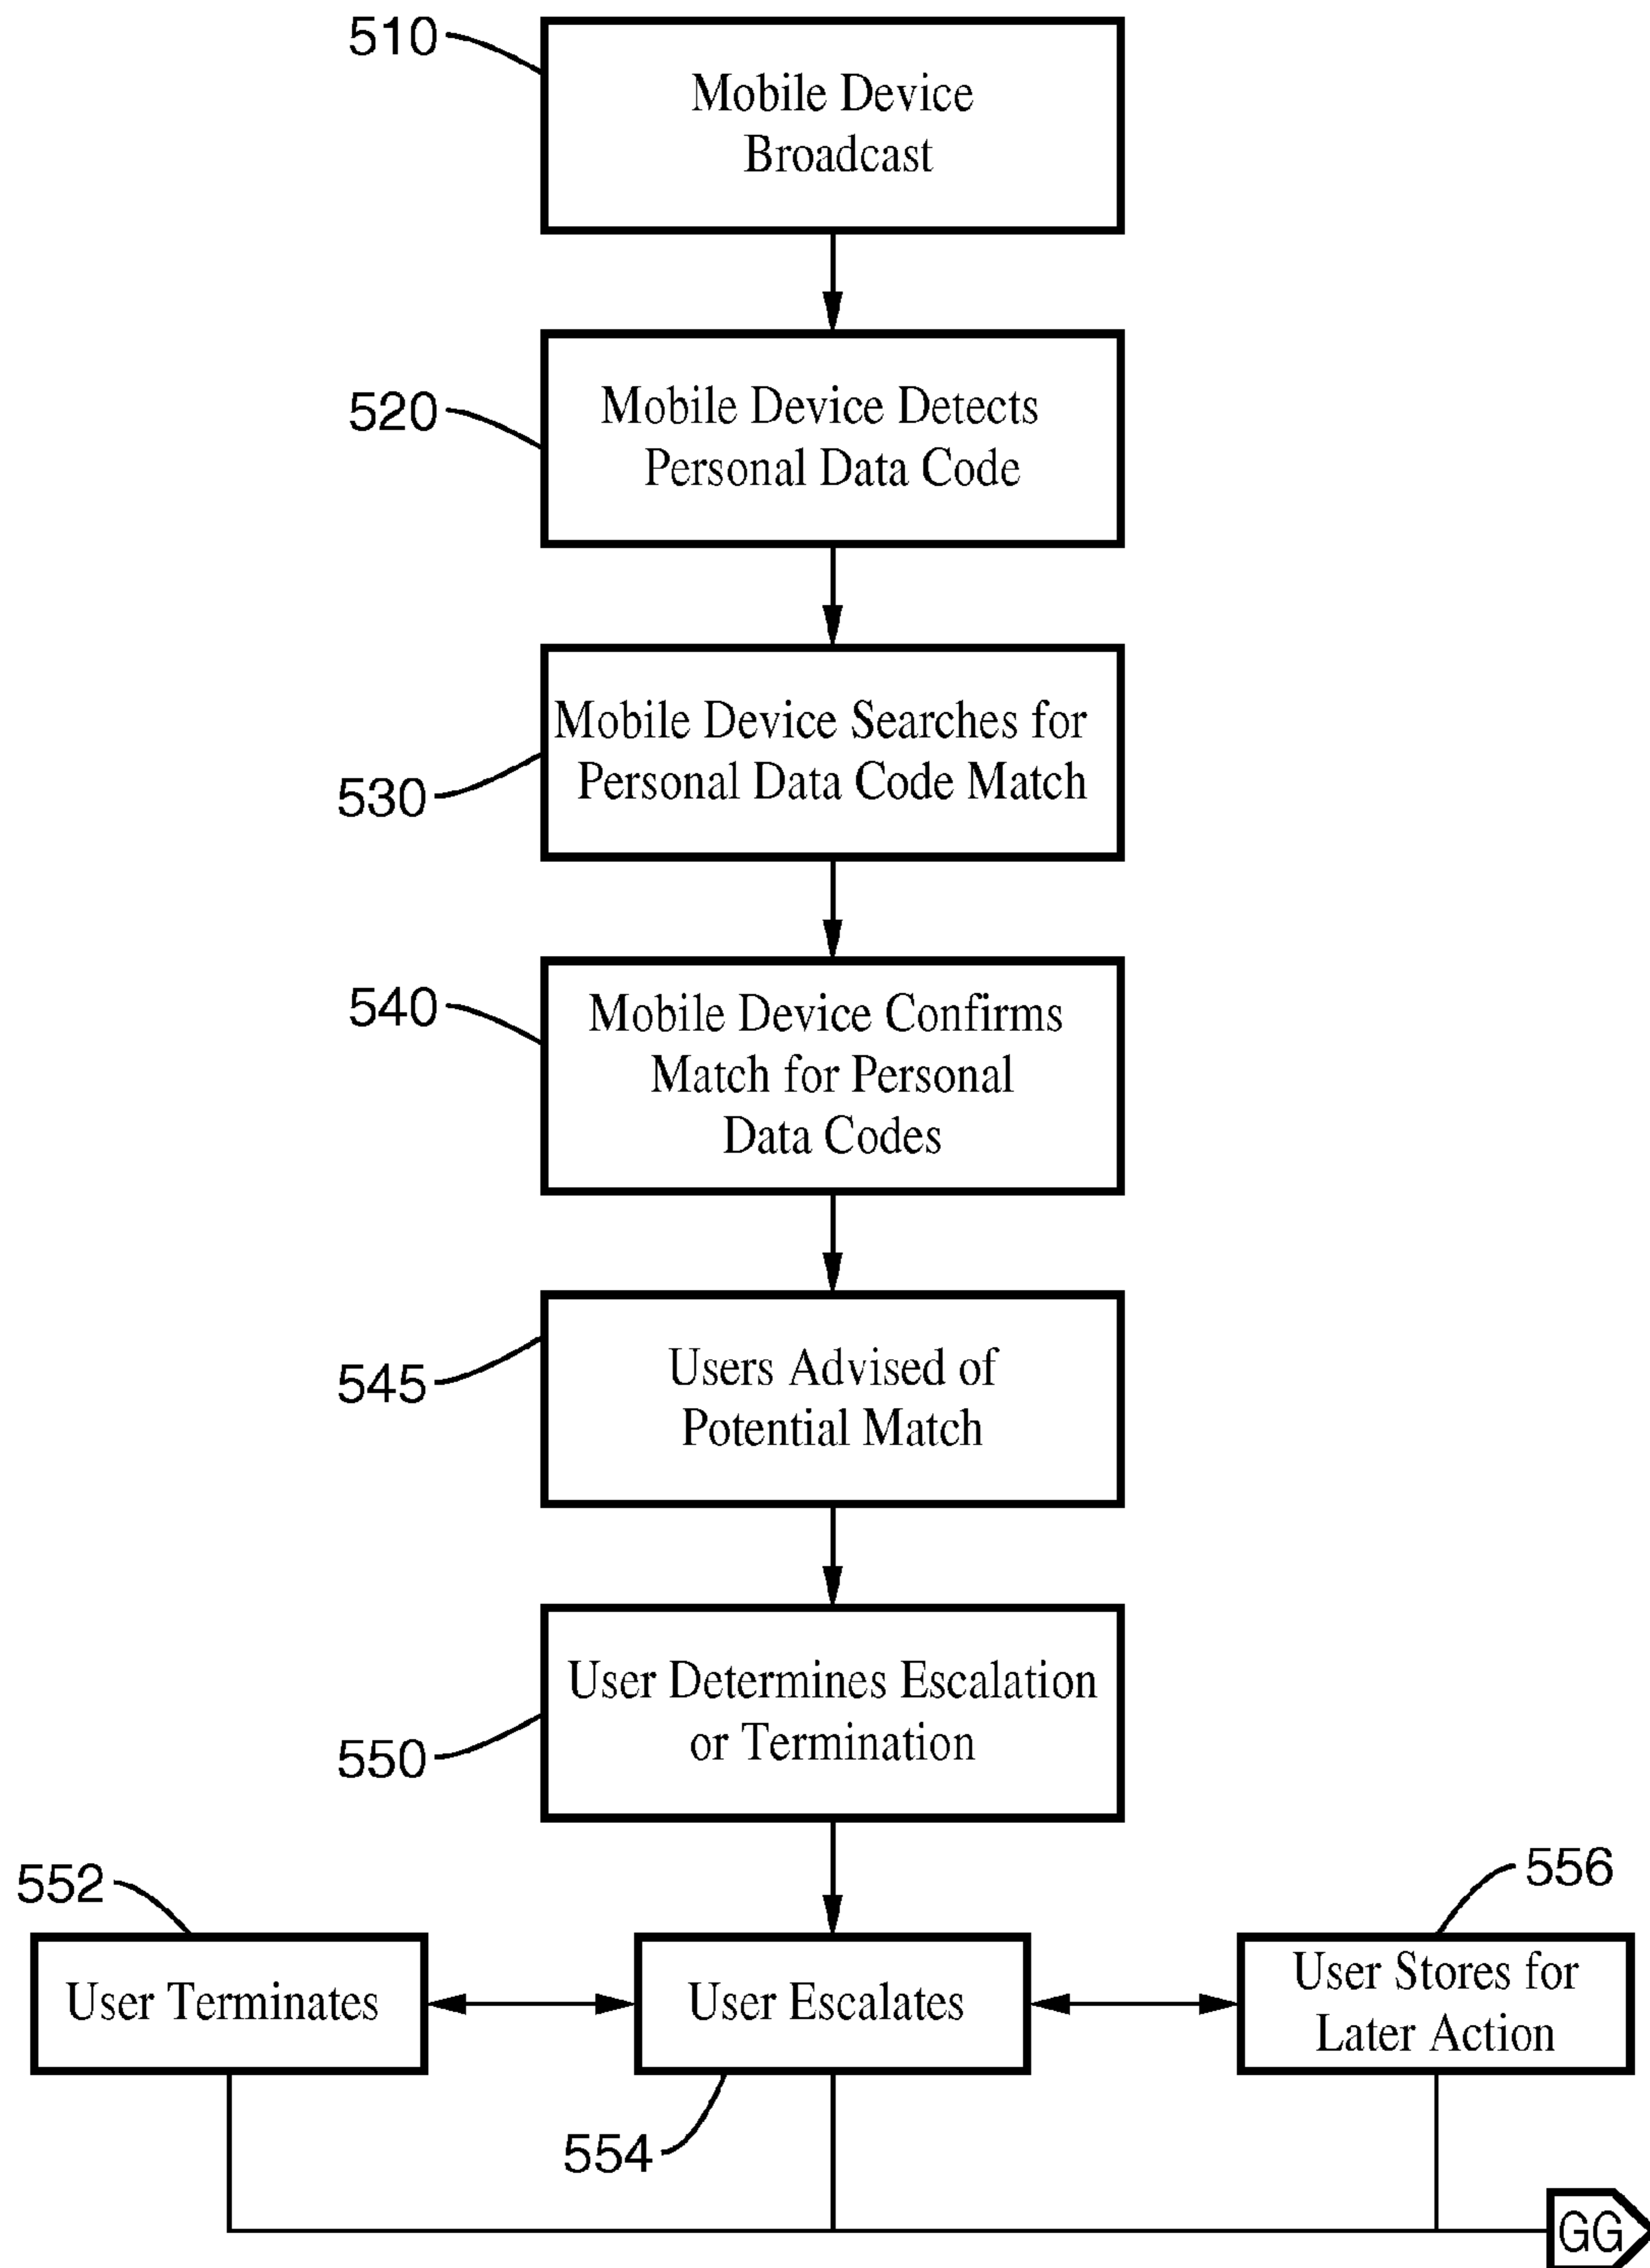 510
Mobile Device
Broadcast
520
Mobile Device Detects
Personal Data Code
530
Mobile Device Searches for
Personal Data Code Match
540
Mobile Device Confirms
Match for Personal
Data Codes
545
Users Advised of
Potential Match
550
User Determines Escalation
or Termination
552
User Terminates
554
User Escalates
556
User Stores for
Later Action
GG